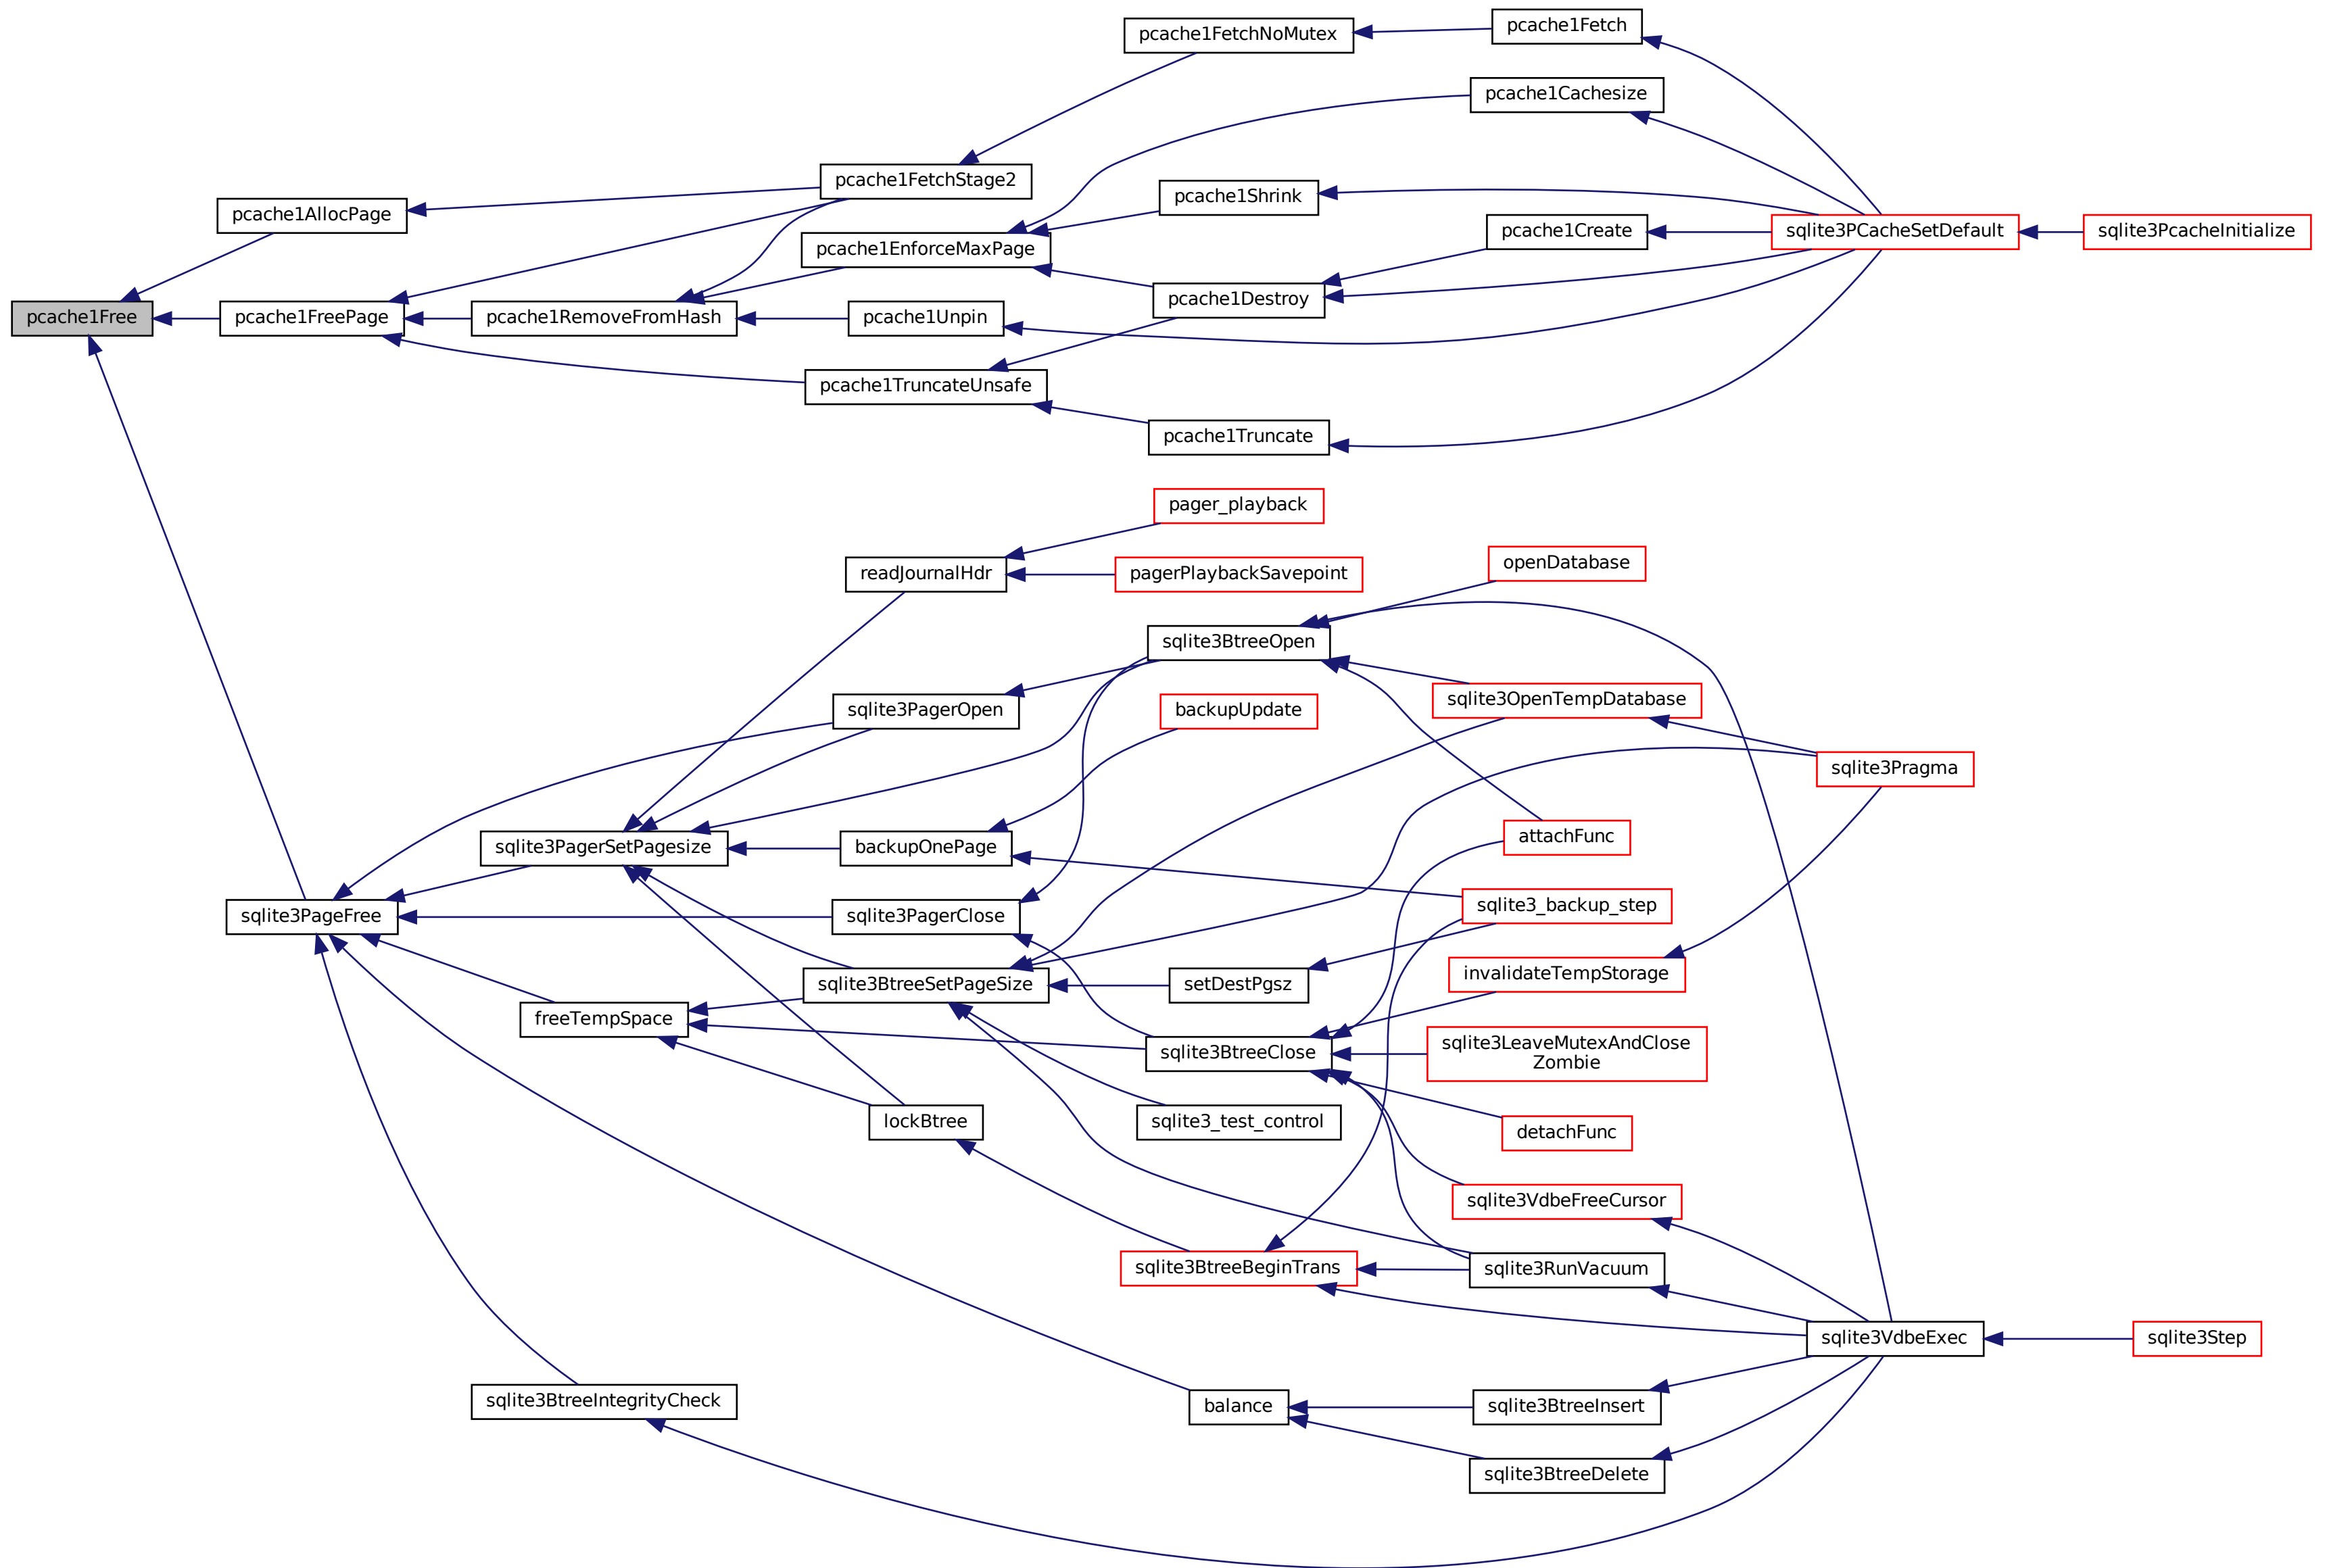 pcache1FetchNoMutex
pcache1Fetch
pcache1Cachesize
pcache1FetchStage2
pcache1Shrink
pcache1AllocPage
pcache1EnforceMaxPage
pcache1Create
sqlite3PCacheSetDefault
sqlite3PcacheInitialize
pcache1Destroy
pcache1Free
pcache1FreePage
pcache1RemoveFromHash
pcache1Unpin
pcache1TruncateUnsafe
pcache1Truncate
pager_playback
readJournalHdr
pagerPlaybackSavepoint
openDatabase
sqlite3BtreeOpen
sqlite3PagerOpen
backupUpdate
sqlite3OpenTempDatabase
sqlite3Pragma
sqlite3PagerSetPagesize
backupOnePage
attachFunc
sqlite3PageFree
sqlite3PagerClose
sqlite3_backup_step
sqlite3BtreeSetPageSize
setDestPgsz
invalidateTempStorage
freeTempSpace
sqlite3BtreeClose
sqlite3LeaveMutexAndClose
Zombie
lockBtree
sqlite3_test_control
detachFunc
sqlite3VdbeFreeCursor
sqlite3BtreeBeginTrans
sqlite3RunVacuum
sqlite3VdbeExec
sqlite3Step
sqlite3BtreeIntegrityCheck
balance
sqlite3BtreeInsert
sqlite3BtreeDelete